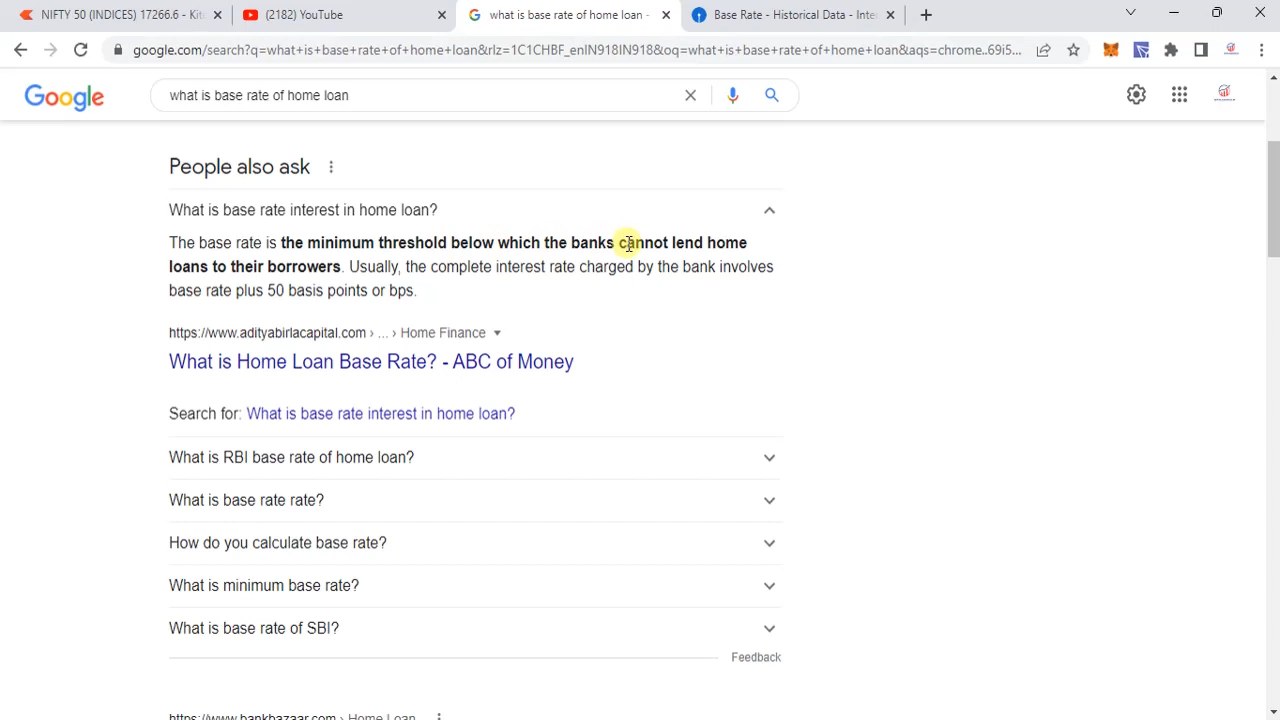 NIFTY 50 (INDICES) 17266.6 - Kit
(2182) YouTube
what is base rate of home loan -
Base Rate - Historical Data - Inte
google.com/search?q=what+is+base+rate+of+home+loan&rlz=1C1CHBF_enIN918IN918&oq=what+is+base+rate+of+home+loan&aqs=chrome..69i5...
Google
what is base rate of home loan
People also ask
What is base rate interest in home loan?
The base rate is the minimum threshold below which the banks cannot lend home
loans to their borrowers. Usually, the complete interest rate charged by the bank involves
base rate plus 50 basis points or bps.
https://www.adityabirlacapital.com › ... › Home Finance
What is Home Loan Base Rate? - ABC of Money
Search for: What is base rate interest in home loan?
What is RBI base rate of home loan?
What is base rate rate?
How do you calculate base rate?
What is minimum base rate?
What is base rate of SBI?
Feedback
https://www.bankbazaar.com › Home Loan